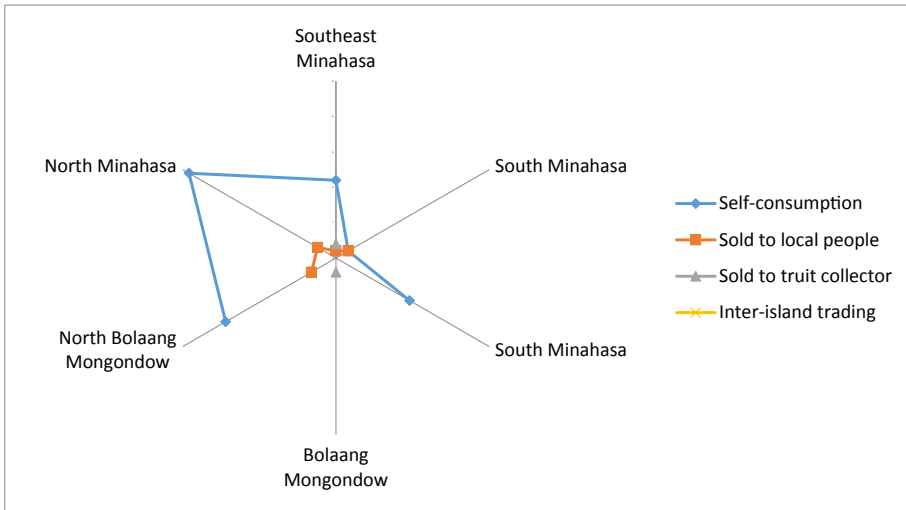 Southeast
Minahasa
North Minahasa
South Minahasa
Self-consumption
Sold to local people
Sold to truit collector
Inter-island trading
North Bolaang
Mongondow
South Minahasa
Bolaang
Mongondow